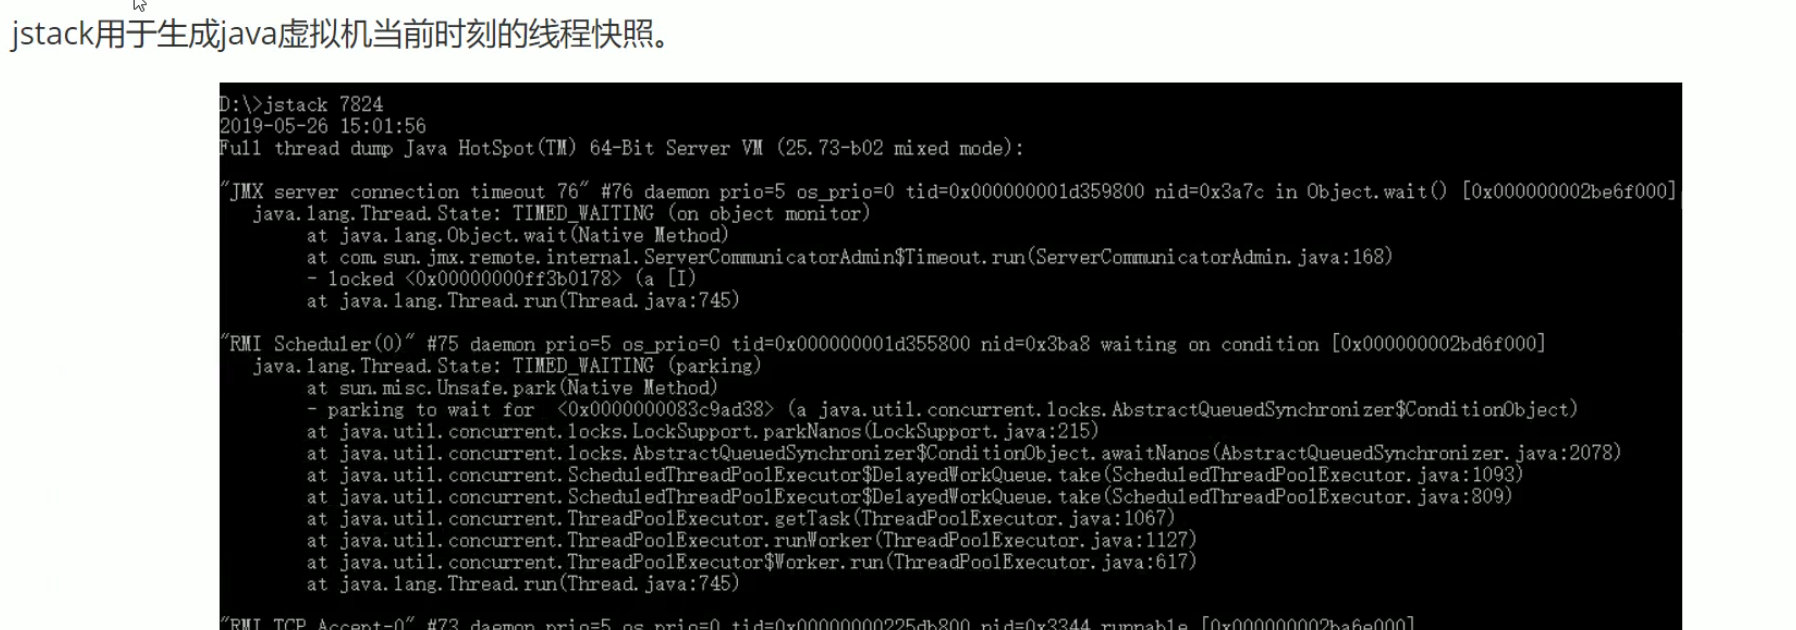 jstack用于生成java虚拟机当前时刻的线程快照。
D:\>jstack 7824
2019-05-26 15:01:56
Full thread dump Java HotSpot(TM) 64-Bit Server VM (25.73-b02 mixed mode):
"JMX server connection timeout 76" #76 daemon prio=5 os_prio=0 tid=0x000000001d359800 nid=0x3a7c in Object.wait() [0x000000002be6f000]
java.lang.Thread.State: TIMED_WAITING (on object monitor)
at java.lang.Object.wait(Native Method)
at com.sun.jmx.remote.internal.ServerCommunicatorAdmin$Timeout.run(ServerCommunicatorAdmin.java:168)
- locked <0x00000000ff3b0178> (a [I)
at java.lang.Thread.run(Thread.java:745)
"RMI Scheduler(0)" #75 daemon prio=5 os_prio=0 tid=0x000000001d355800 nid=0x3ba8 waiting on condition [0x000000002bd6f000]
java.lang.Thread.State: TIMED_WAITING (parking)
at sun.misc.Unsafe.park(Native Method)
- parking to wait for  <0x0000000083c9ad38> (a java.util.concurrent.locks.AbstractQueuedSynchronizer$ConditionObject)
at java.util.concurrent.locks.LockSupport.parkNanos(LockSupport.java:215)
at java.util.concurrent.locks.AbstractQueuedSynchronizer$ConditionObject.awaitNanos(AbstractQueuedSynchronizer.java:2078)
at java.util.concurrent.ScheduledThreadPoolExecutor$DelayedWorkQueue.take(ScheduledThreadPoolExecutor.java:1093)
at java.util.concurrent.ScheduledThreadPoolExecutor$DelayedWorkQueue.take(ScheduledThreadPoolExecutor.java:809)
at java.util.concurrent.ThreadPoolExecutor.getTask(ThreadPoolExecutor.java:1067)
at java.util.concurrent.ThreadPoolExecutor.runWorker(ThreadPoolExecutor.java:1127)
at java.util.concurrent.ThreadPoolExecutor$Worker.run(ThreadPoolExecutor.java:617)
at java.lang.Thread.run(Thread.java:745)
"RMI TCP Accept-0" #73 daemon prio=5 os_prio=0 tid=0x00000000225db800 nid=0x3344 runnable [0x000000002ba6e000]